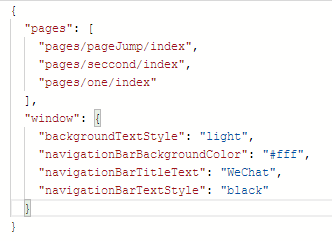 {
"pages": [
"pages/pageJump/index",
"pages/seccond/index",
"pages/one/index"
],
"window": {
"backgroundTextStyle": "light",
"navigationBarBackgroundColor": "#fff",
"navigationBarTitleText": "WeChat",
"navigationBarTextStyle": "black"
}
}